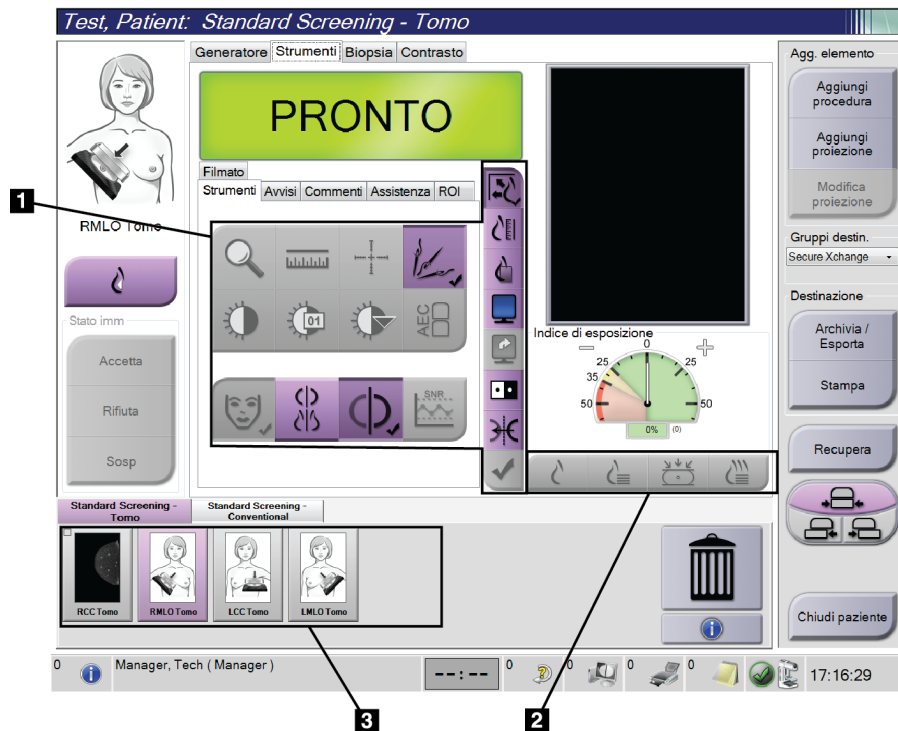 Test, Patient: Standard Screening - Tomo
Generatore Strumenti Biopsia Contrasto
PRONTO
Filmato
Strumenti Avvisi Commenti Assistenza ROI
1
RMLO Tomo
Stato imm
Accetta
Rifiuta
Sosp
01
AEC
SNR
Indice di esposizione
0
25
25
35
50
50
0%
(0)
Agg. elemento
Aggiungi
procedura
Aggiungi
proiezione
Modifica
proiezione
Gruppi destin.
Secure Xchange
Destinazione
Archivia /
Esporta
Stampa
Recupera
Chiudi paziente
Standard Screening -
Tomo
Standard Screening -
Conventional
RCC Tomo
RMLO Tomo
LCC Tomo
LMLO Tomo
0
Manager, Tech ( Manager )
--:--
0
0
0
0
17:16:29
3
2